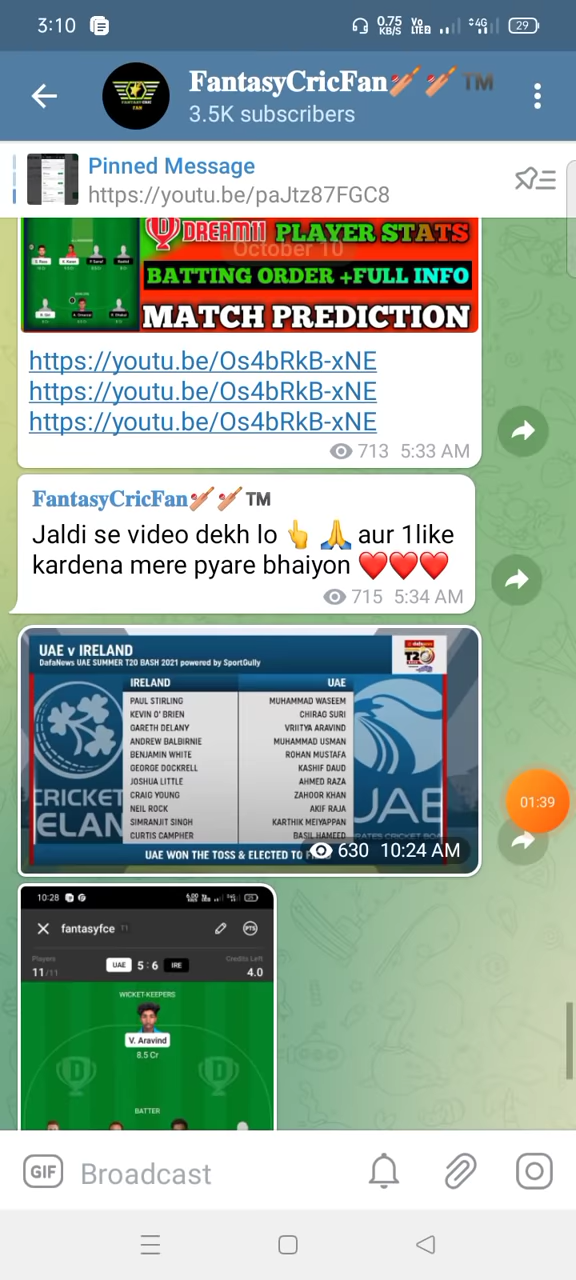 3:10
0.75 KB/S
Vo LTE
4G
29
FantasyCricFan🏏🏏™️
3.5K subscribers
Pinned Message
https://youtu.be/paJtz87FGC8
DREAM11 PLAYER STATS
October 10
BATTING ORDER +FULL INFO
MATCH PREDICTION
https://youtu.be/Os4bRkB-xNE
https://youtu.be/Os4bRkB-xNE
https://youtu.be/Os4bRkB-xNE
713 5:33 AM
FantasyCricFan🏏🏏™️
Jaldi se video dekh lo 👆 🙏 aur 1like
kardena mere pyare bhaiyon ❤️❤️❤️
715 5:34 AM
UAE v IRELAND
DafaNews UAE SUMMER T20 BASH 2021 powered by SportGully
T20
IRELAND UAE
PAUL STIRLING MUHAMMAD WASEEM
KEVIN O'BRIEN CHIRAG SURI
GARETH DELANY VRIITYA ARAVIND
ANDREW BALBIRNIE MUHAMMAD USMAN
BENJAMIN WHITE ROHAN MUSTAFA
GEORGE DOCKRELL KASHIF DAUD
JOSHUA LITTLE AHMED RAZA
CRAIG YOUNG ZAHOOR KHAN
NEIL ROCK AKIF RAJA
SIMRANJIT SINGH KARTHIK MEIYAPPAN
CURTIS CAMPHER BASIL HAMEED
CRICKET
ELAN
UAE
UAE WON THE TOSS & ELECTED TO
630 10:24 AM
01:39
10:28
fantasyfce
PTS
Players
11/11
UAE 5 : 6 IRE
Credits Left
4.0
WICKET-KEEPERS
V. Aravind
8.5 Cr
BATTER
GIF
Broadcast